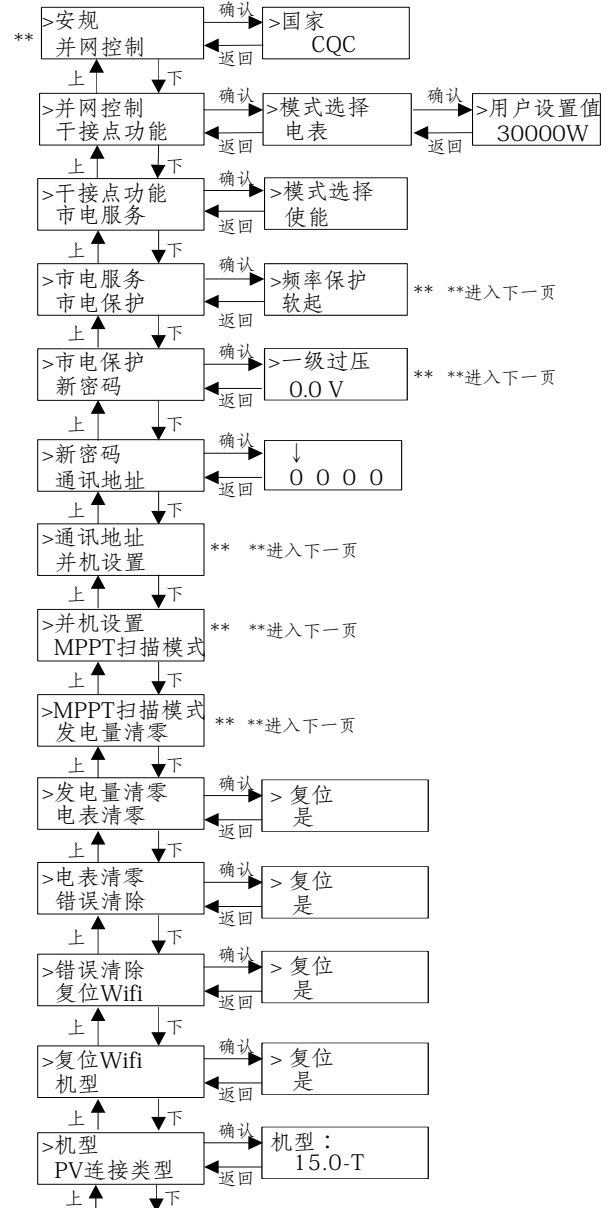 >安规
并网控制
**
确认
返回
>国家
CQC
上
下
>并网控制
干接点功能
确认
返回
>模式选择
电表
确认
返回
>用户设置值
30000W
上
下
>干接点功能
市电服务
确认
返回
>模式选择
使能
上
下
>市电服务
市电保护
确认
返回
>频率保护
软起
** **进入下一页
上
下
>市电保护
新密码
确认
返回
>一级过压
0.0 V
** **进入下一页
上
下
>新密码
通讯地址
确认
返回
↓
0 0 0 0
上
下
>通讯地址
并机设置
** **进入下一页
上
下
>并机设置
MPPT扫描模式
** **进入下一页
上
下
>MPPT扫描模式
发电量清零
** **进入下一页
上
下
>发电量清零
电表清零
确认
返回
> 复位
是
上
下
>电表清零
错误清除
确认
返回
> 复位
是
上
下
>错误清除
复位Wifi
确认
返回
> 复位
是
上
下
>复位Wifi
机型
确认
返回
> 复位
是
上
下
>机型
PV连接类型
确认
返回
机型：
15.0-T
上
下